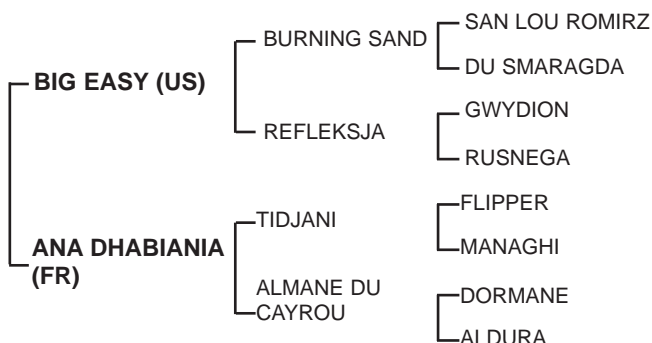 BIG EASY (US)
BURNING SAND
SAN LOU ROMIRZ
DU SMARAGDA
REFLEKSJA
GWYDION
RUSNEGA
ANA DHABIANIA
(FR)
TIDJANI
FLIPPER
MANAGHI
ALMANE DU
CAYROU
DORMANE
ALDURA